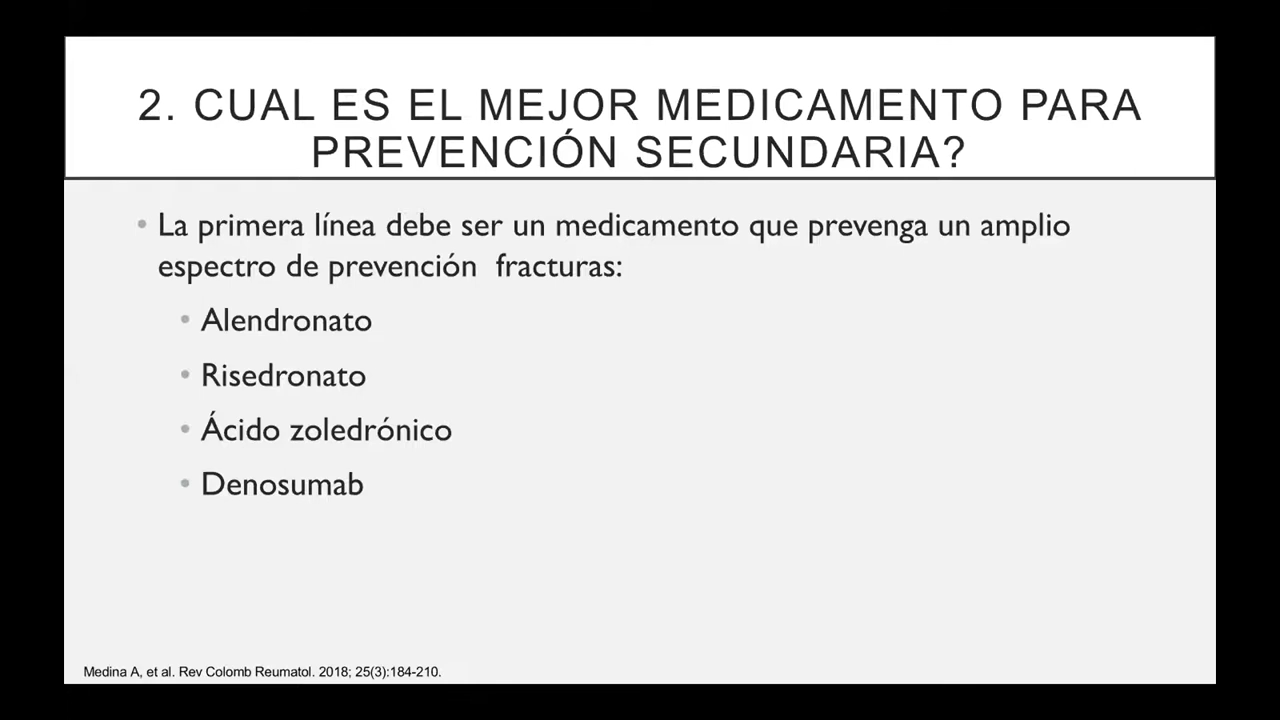 2. CUAL ES EL MEJOR MEDICAMENTO PARA
PREVENCIÓN SECUNDARIA?
• La primera línea debe ser un medicamento que prevenga un amplio
espectro de prevención fracturas:
• Alendronato
• Risedronato
• Ácido zoledrónico
• Denosumab
Medina A, et al. Rev Colomb Reumatol. 2018; 25(3):184-210.